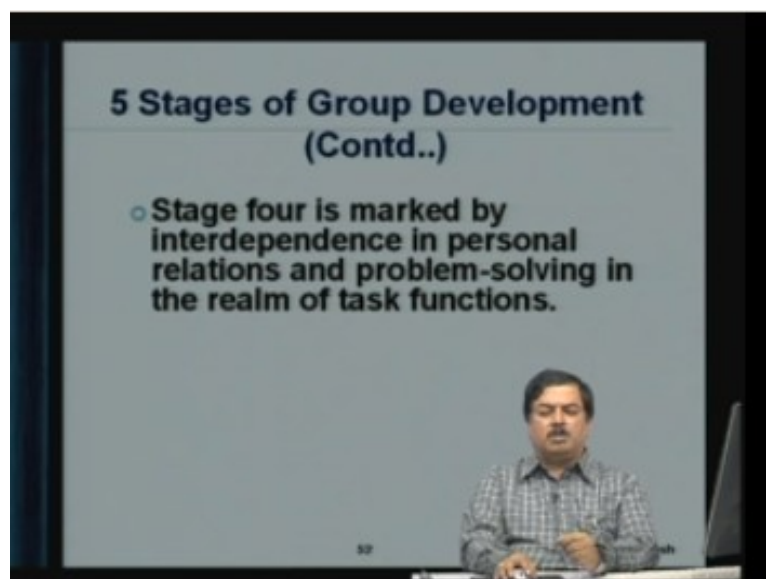 5 Stages of Group Development
(Contd..)
Stage four is marked by
interdependence in personal
relations and problem-solving in
the realm of task functions.